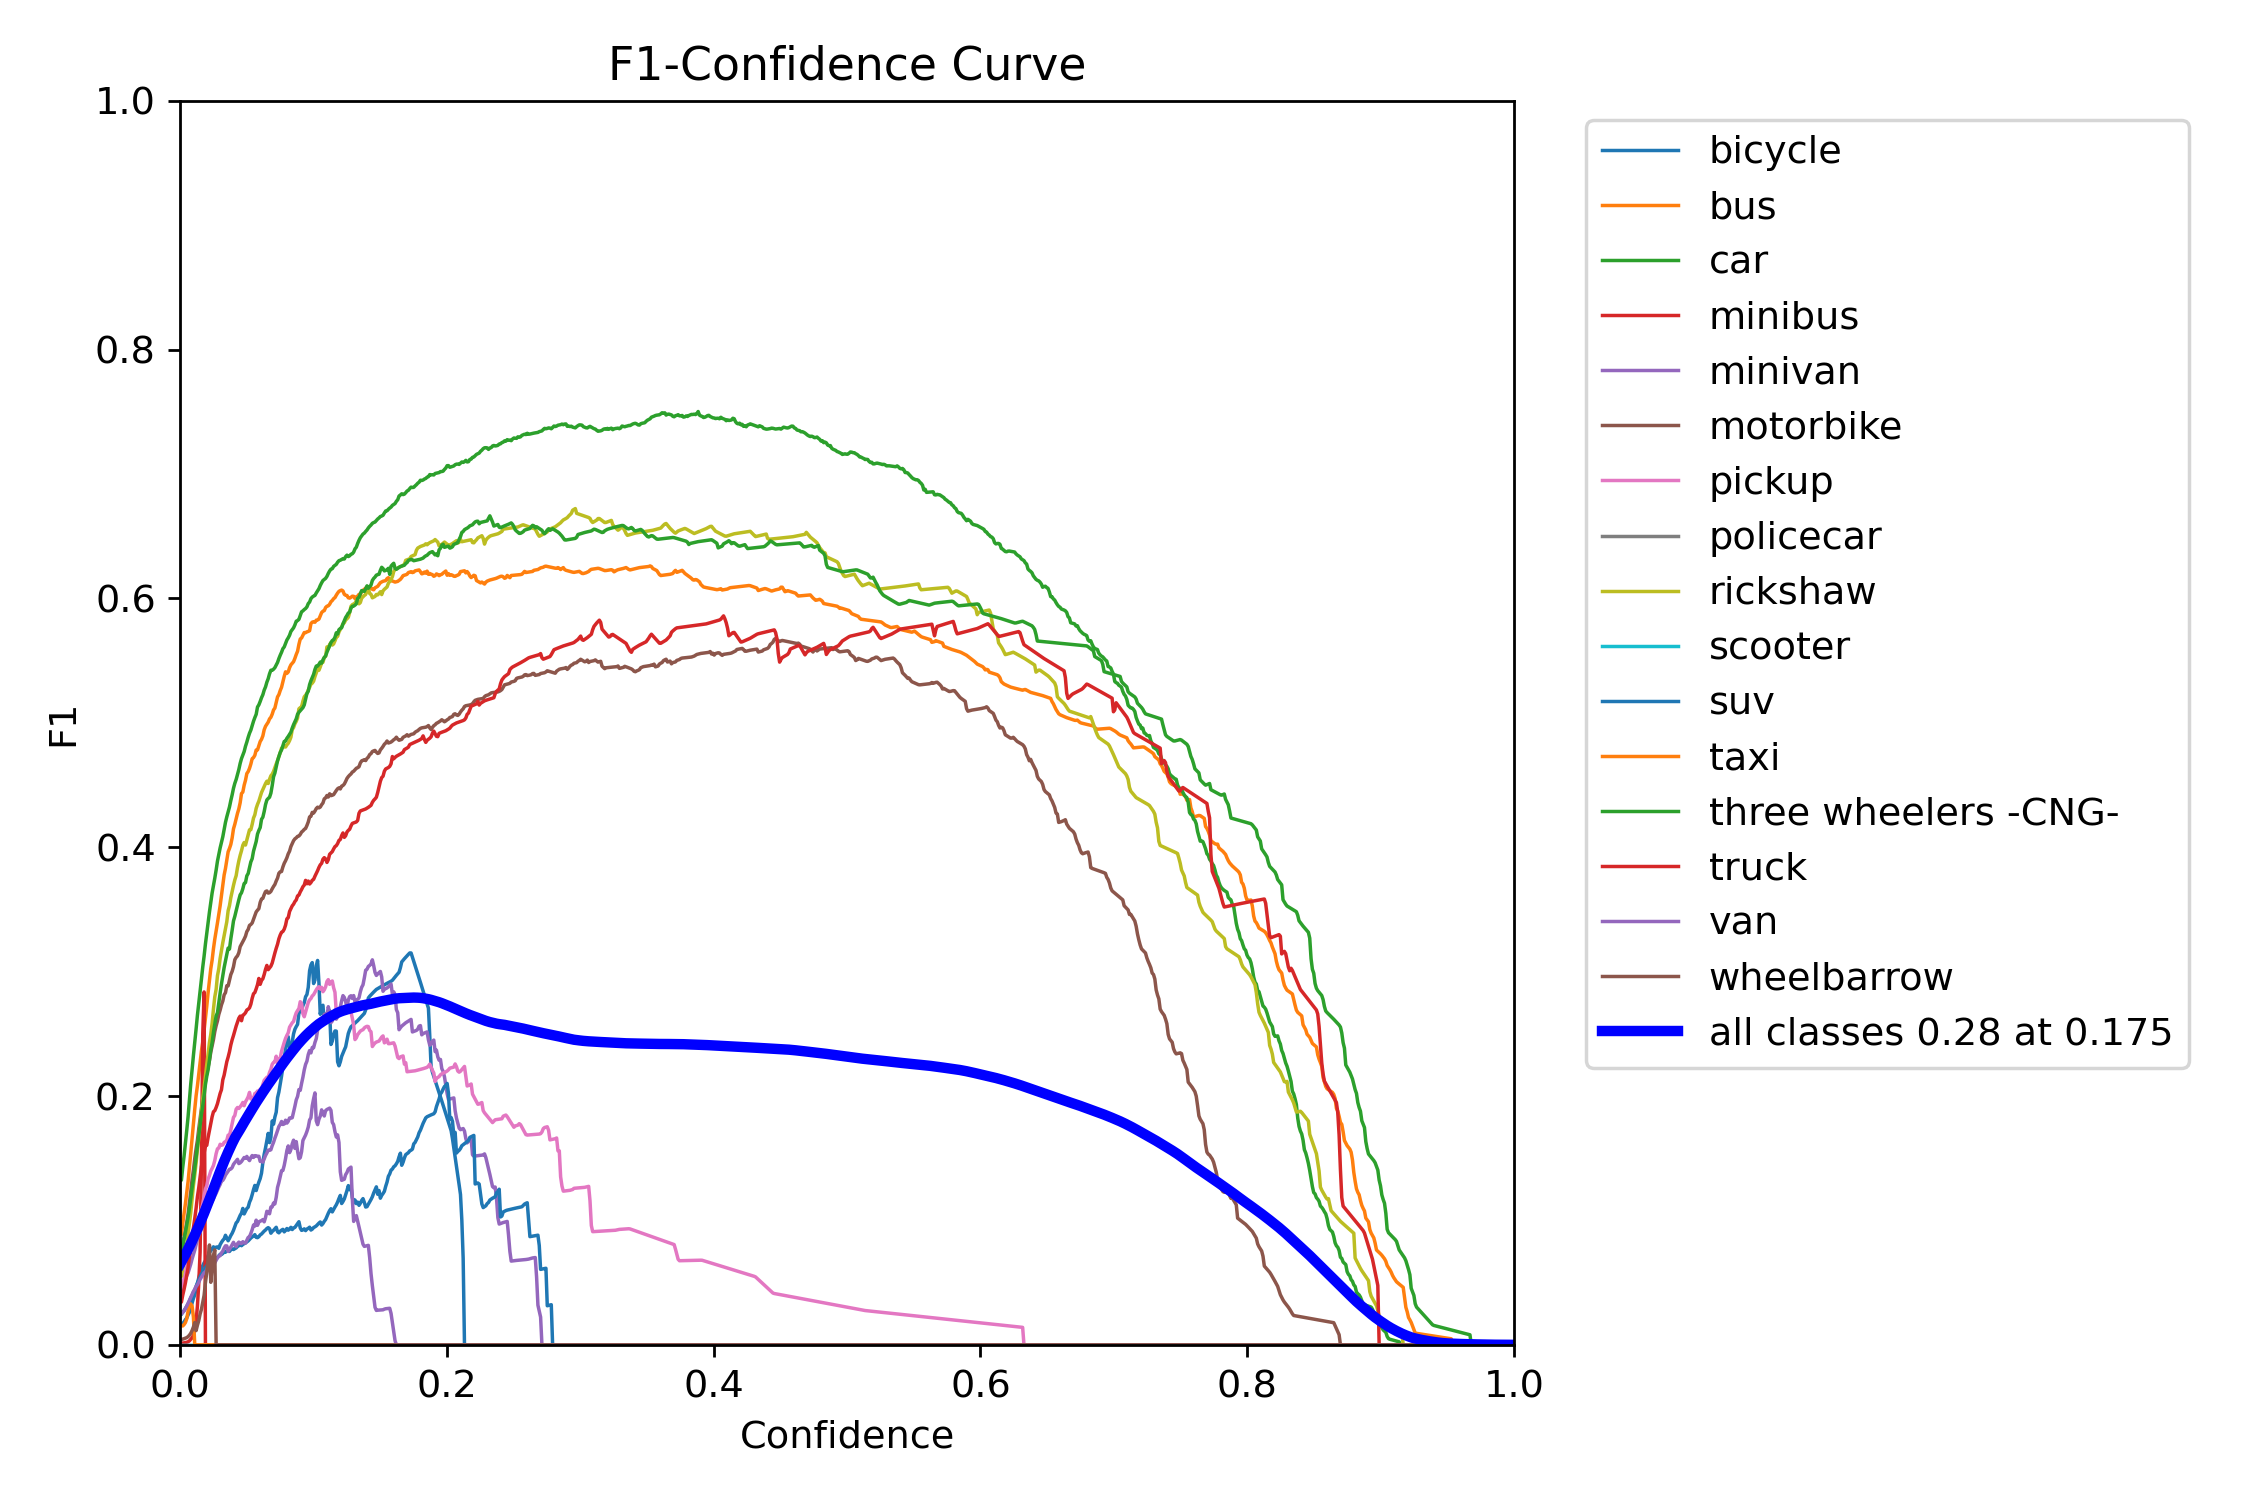 F1-Confidence Curve
1.0
0.8
0.6
0.4
0.2
0.0
F1
0.0 0.2 0.4 0.6 0.8 1.0
Confidence
bicycle
bus
car
minibus
minivan
motorbike
pickup
policecar
rickshaw
scooter
suv
taxi
three wheelers -CNG-
truck
van
wheelbarrow
all classes 0.28 at 0.175